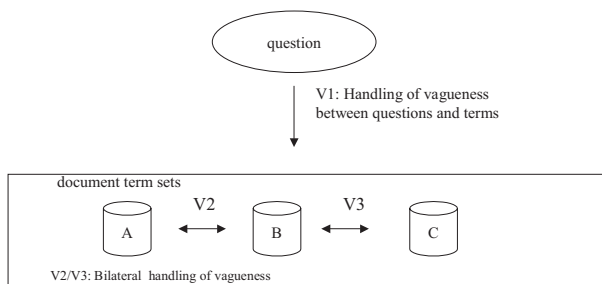 question
V1: Handling of vagueness
between questions and terms
document term sets
V2 V3
A B C
V2/V3: Bilateral handling of vagueness